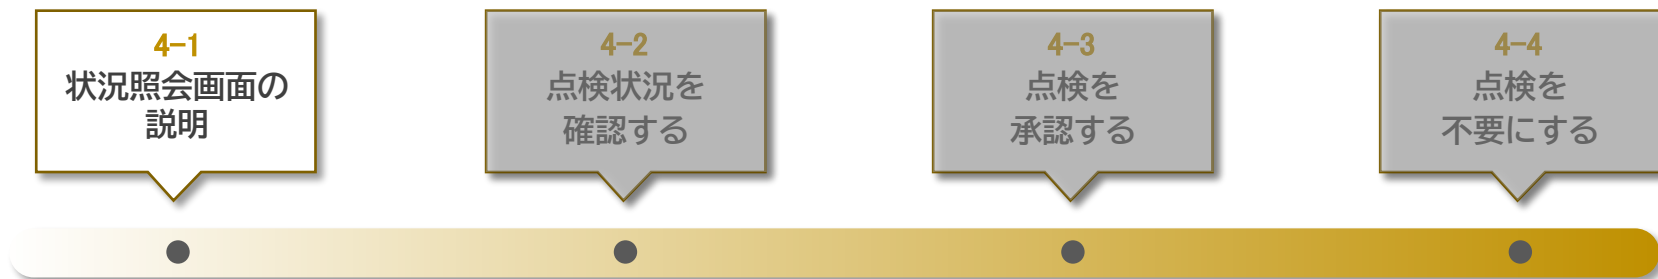 4-1
状況照会画面の
説明
4-2
点検状況を
確認する
4-3
点検を
承認する
4-4
点検を
不要にする